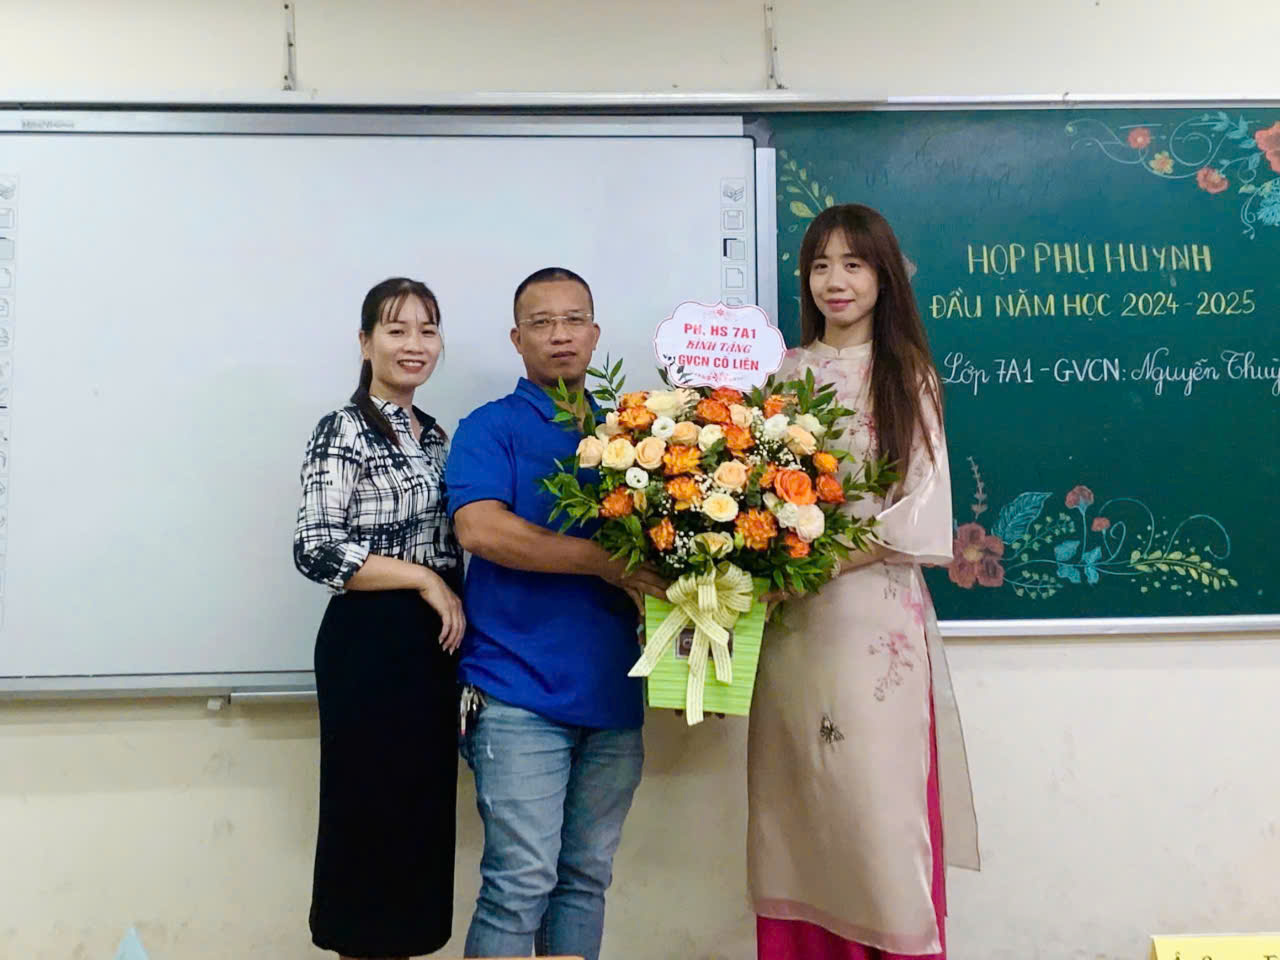 PH, HS 7A1
KÍNH TẶNG
GVCN CÔ LIÊN
HỌP PHỤ HUYNH
ĐẦU NĂM HỌC 2024-2025
Lớp 7A1 - GVCN: Nguyễn Thuỳ